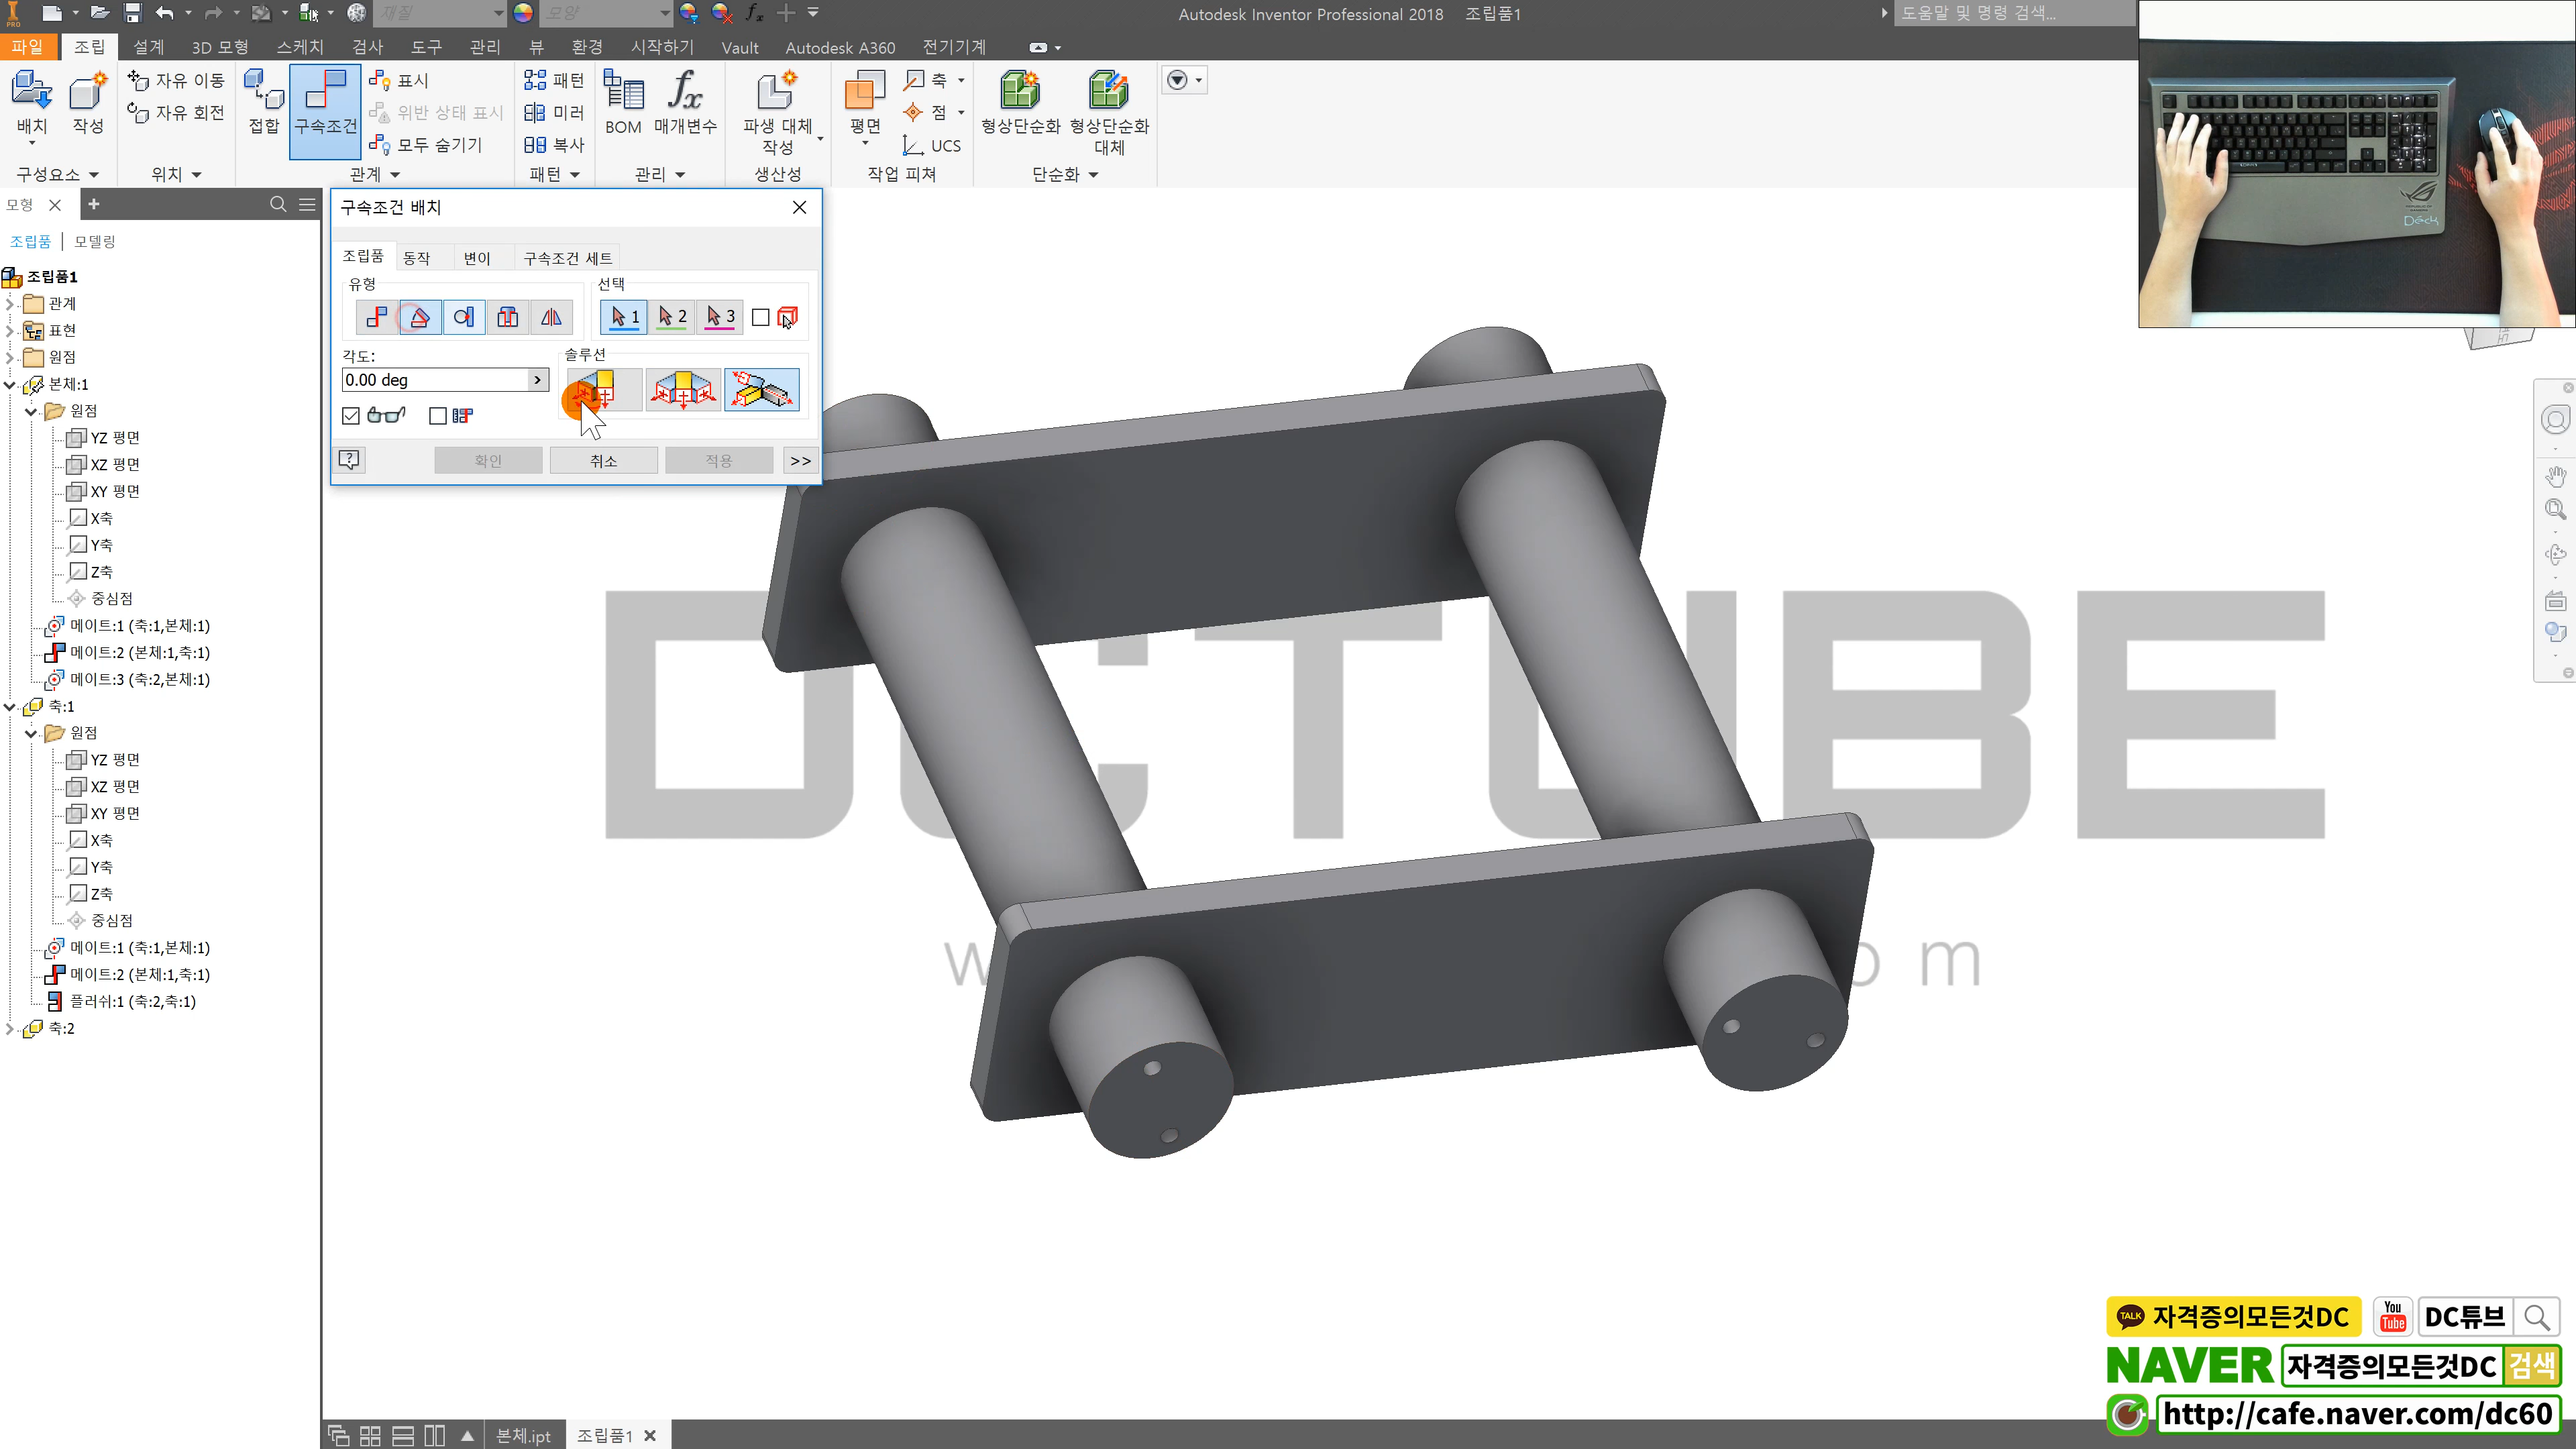 PRO
재질
모양
fx
Autodesk Inventor Professional 2018 조립품1
도움말 및 명령 검색...
파일 조립 설계 3D 모형 스케치 검사 도구 관리 뷰 환경 시작하기 Vault Autodesk A360 전기기계
배치 작성
자유 이동
자유 회전
접합 구속조건
표시
위반 상태 표시
모두 숨기기
패턴
미러
복사
BOM
fx
매개변수
파생 대체
작성
평면
축
점
UCS
형상단순화
형상단순화
대체
구성요소 위치 관계 패턴 관리 생산성 작업 피쳐 단순화
모형
조립품 모델링
조립품1
관계
표현
원점
본체:1
원점
YZ 평면
XZ 평면
XY 평면
X축
Y축
Z축
중심점
메이트:1 (축:1,본체:1)
메이트:2 (본체:1,축:1)
메이트:3 (축:2,본체:1)
축:1
원점
YZ 평면
XZ 평면
XY 평면
X축
Y축
Z축
중심점
메이트:1 (축:1,본체:1)
메이트:2 (본체:1,축:1)
플러쉬:1 (축:2,축:1)
축:2
구속조건 배치
조립품 동작 변이 구속조건 세트
유형
선택
1 2 3
각도:
솔루션
0.00 deg
확인 취소 적용 >>
DCTUBE
w om
Deck
TALK 자격증의모든것DC
You Tube DC튜브
NAVER 자격증의모든것DC 검색
http://cafe.naver.com/dc60
본체.ipt 조립품1